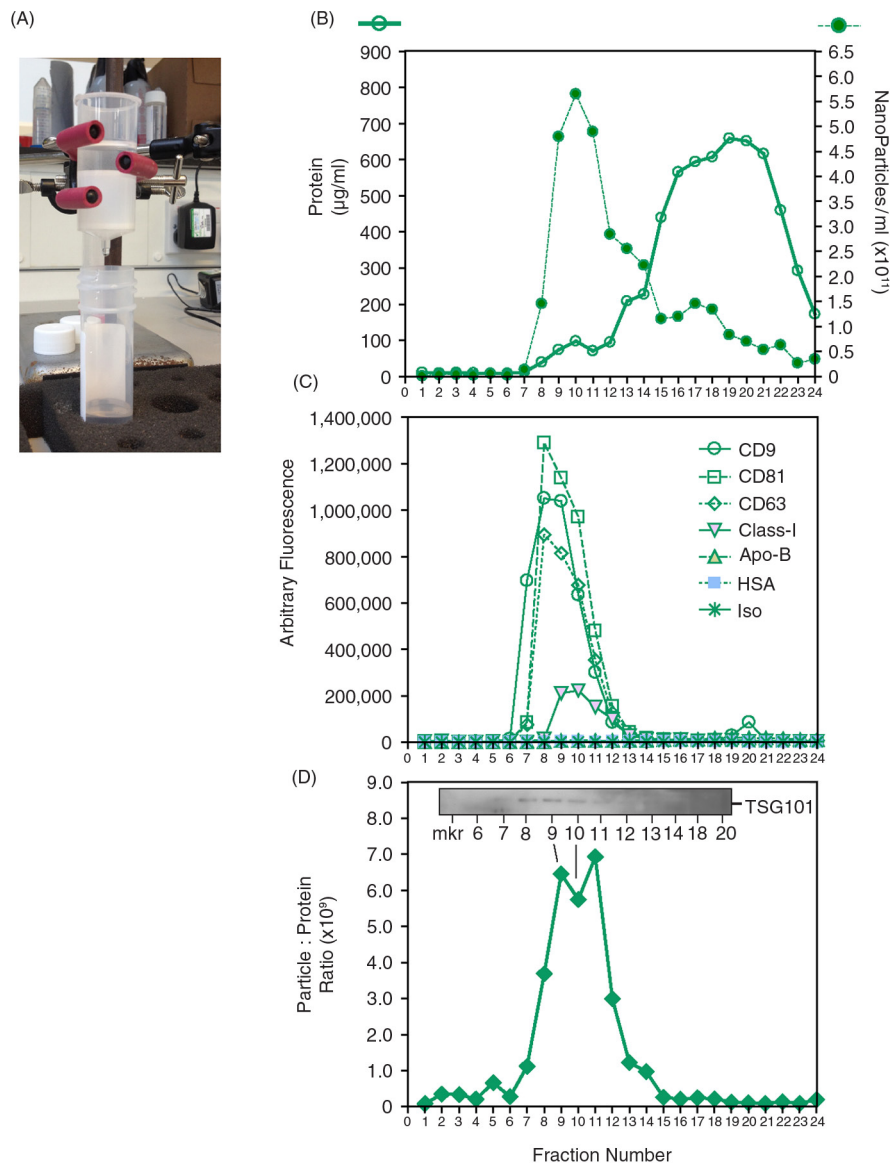 (A)
(B)
900
800
700
600
500
400
300
200
100
0
Protein
(µg/ml)
6.5
6.0
5.5
5.0
4.5
4.0
3.5
3.0
2.5
2.0
1.5
1.0
0.5
0
NanoParticles/ml (x10¹¹)
0 1 2 3 4 5 6 7 8 9 10 11 12 13 14 15 16 17 18 19 20 21 22 23 24
(C)
1,400,000
1,200,000
1,000,000
800,000
600,000
400,000
200,000
0
Arbitrary Fluorescence
CD9
CD81
CD63
Class-I
Apo-B
HSA
Iso
0 1 2 3 4 5 6 7 8 9 10 11 12 13 14 15 16 17 18 19 20 21 22 23 24
(D)
9.0
8.0
7.0
6.0
5.0
4.0
3.0
2.0
1.0
0
Particle : Protein
Ratio (x10⁹)
TSG101
mkr 6 7 8 9 10 11 12 13 14 18 20
0 1 2 3 4 5 6 7 8 9 10 11 12 13 14 15 16 17 18 19 20 21 22 23 24
Fraction Number